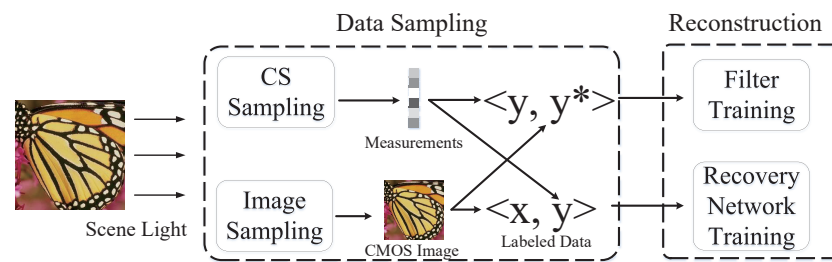 Data Sampling
Reconstruction
CS
Sampling
Measurements
<y, y*>
Filter
Training
Scene Light
Image
Sampling
CMOS Image
<x, y>
Labeled Data
Recovery
Network
Training